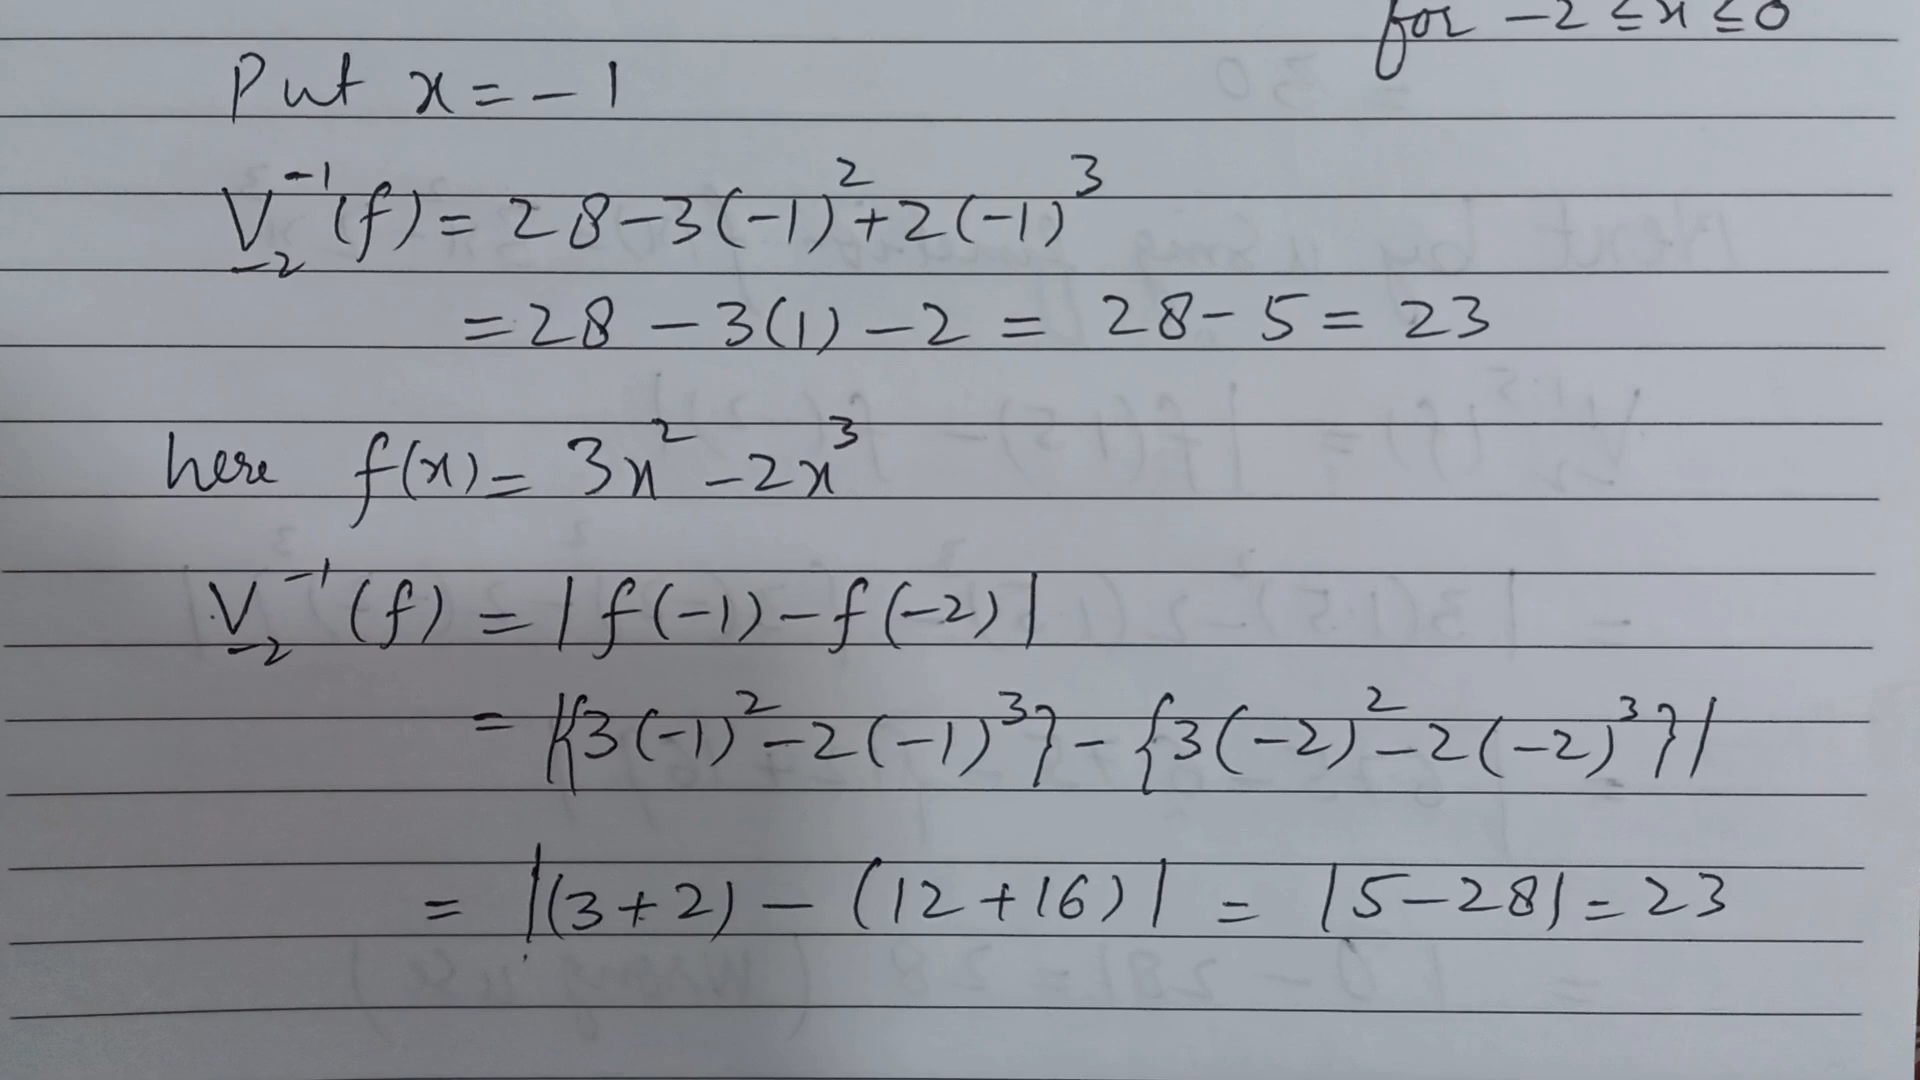 for -2 ≤ x ≤ 0
Put x = -1
V_{-2}^{-1}(f) = 28 - 3(-1)^2 + 2(-1)^3
= 28 - 3(1) - 2 = 28 - 5 = 23
here f(x) = 3x^2 - 2x^3
V_{-2}^{-1}(f) = |f(-1) - f(-2)|
= |{3(-1)^2 - 2(-1)^3} - {3(-2)^2 - 2(-2)^3}|
= |(3+2) - (12+16)| = |5-28| = 23